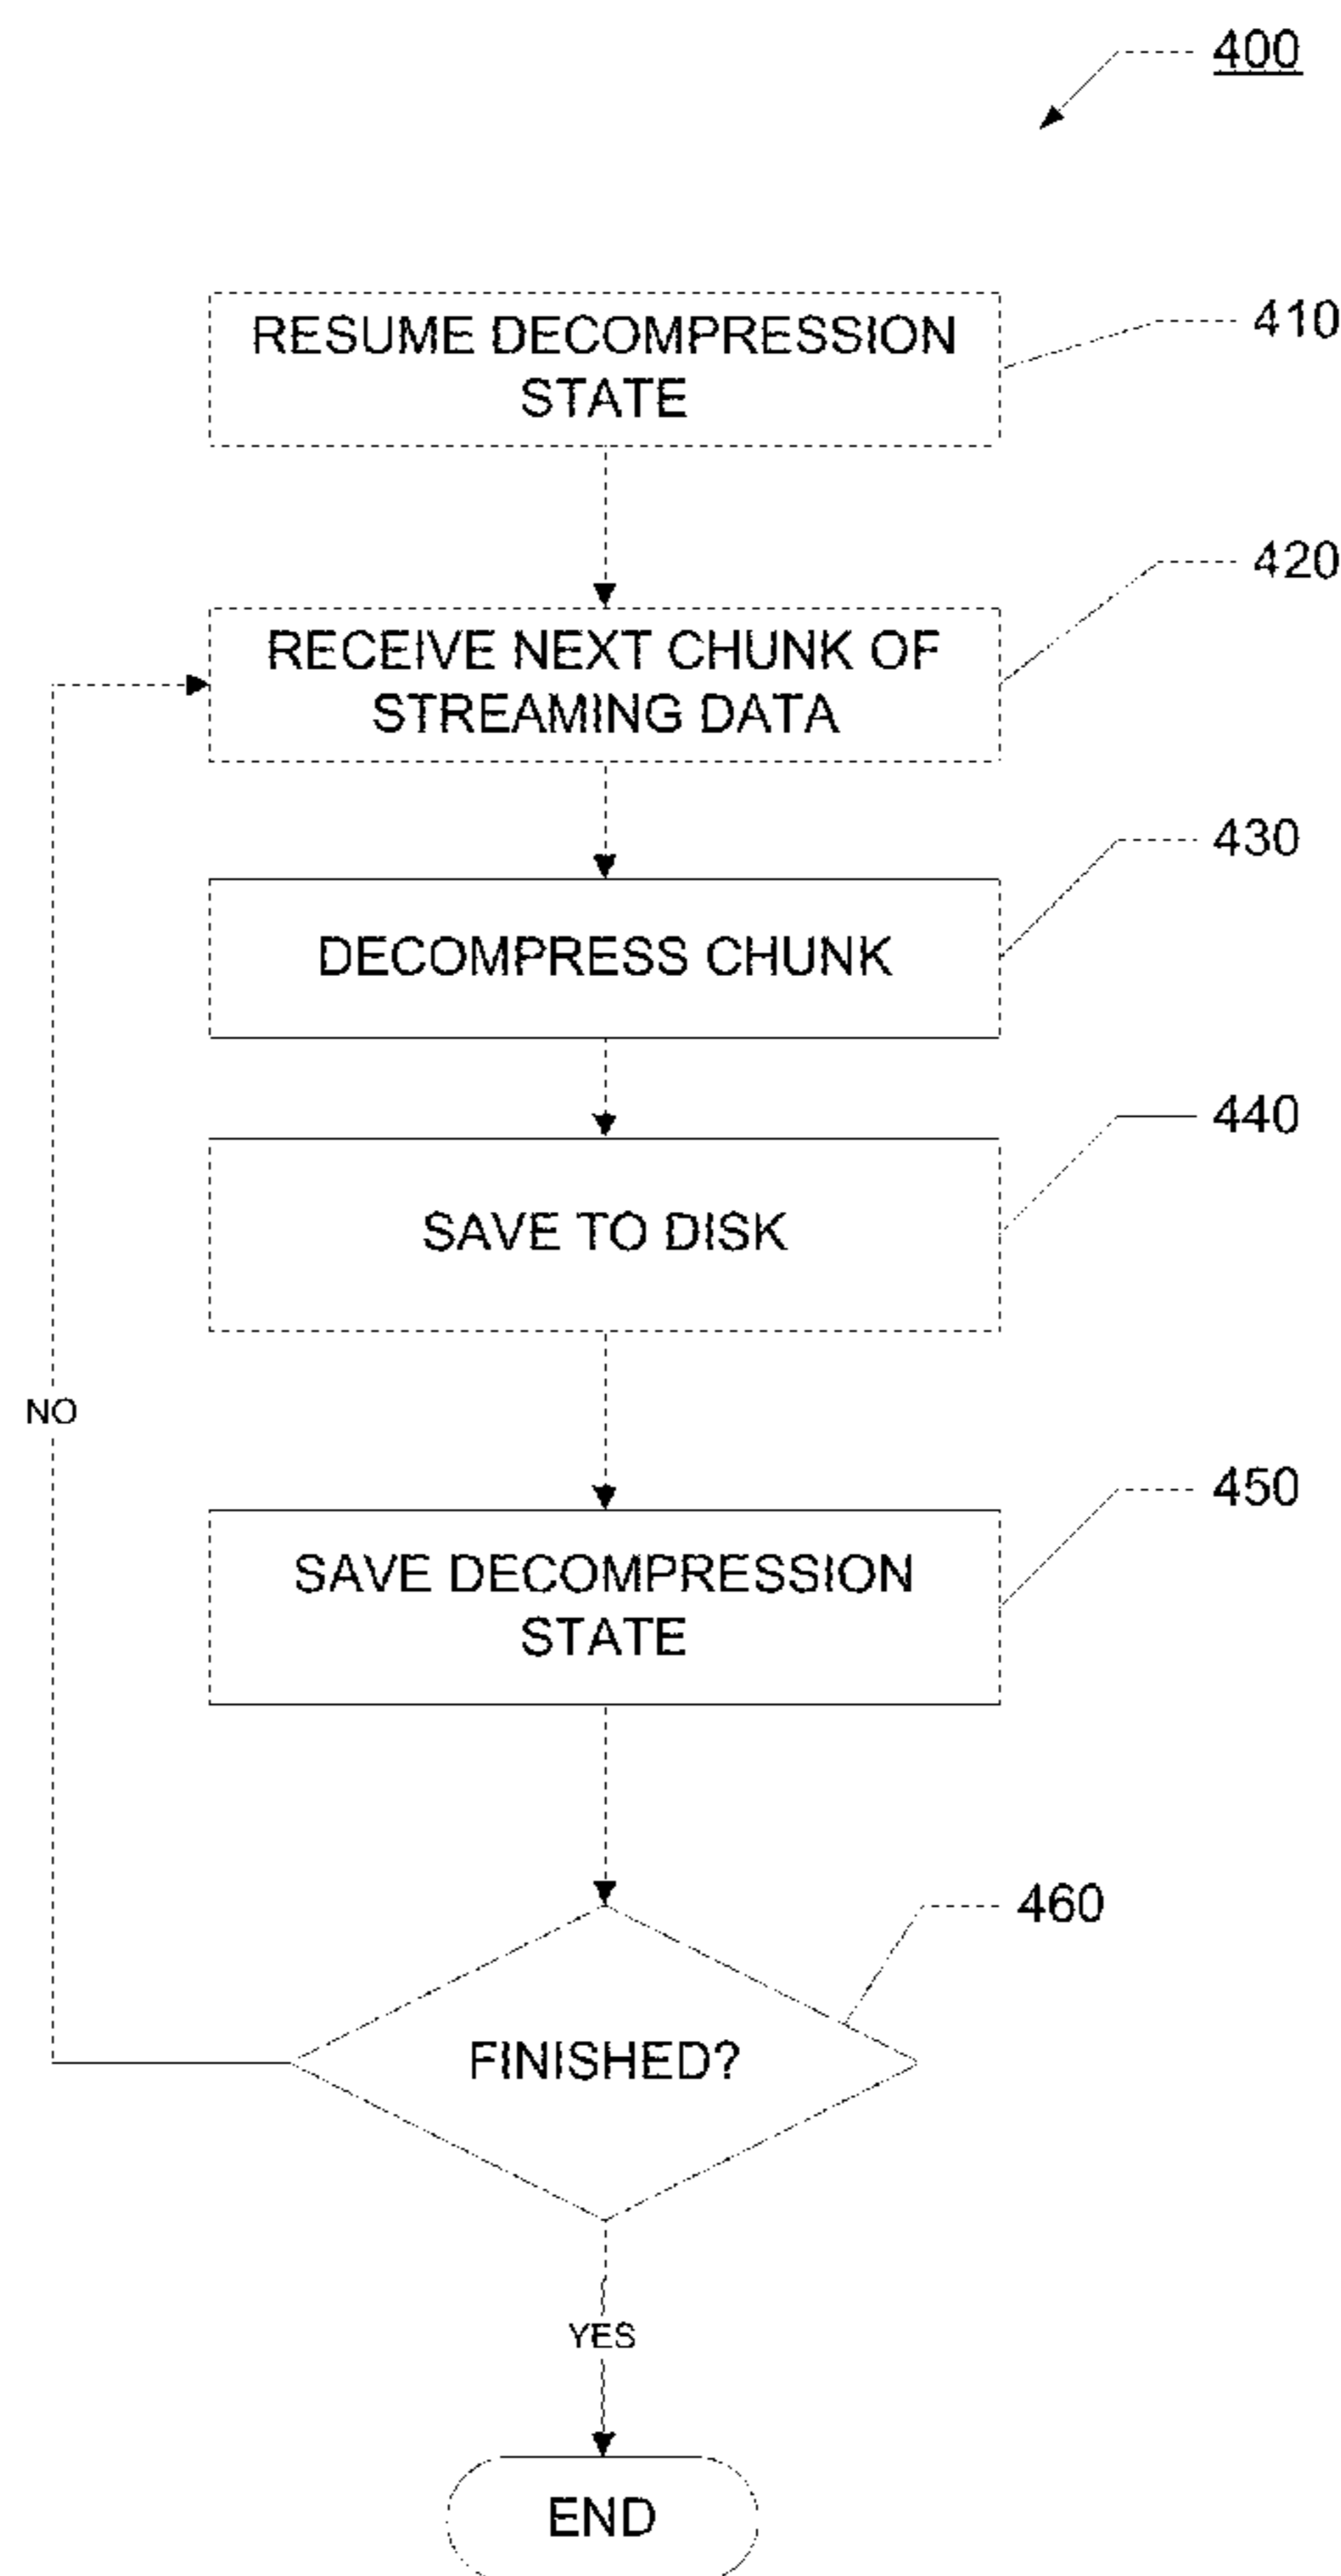 400
RESUME DECOMPRESSION
STATE
410
420
RECEIVE NEXT CHUNK OF
STREAMING DATA
430
DECOMPRESS CHUNK
440
SAVE TO DISK
NO
450
SAVE DECOMPRESSION
STATE
460
FINISHED?
YES
END